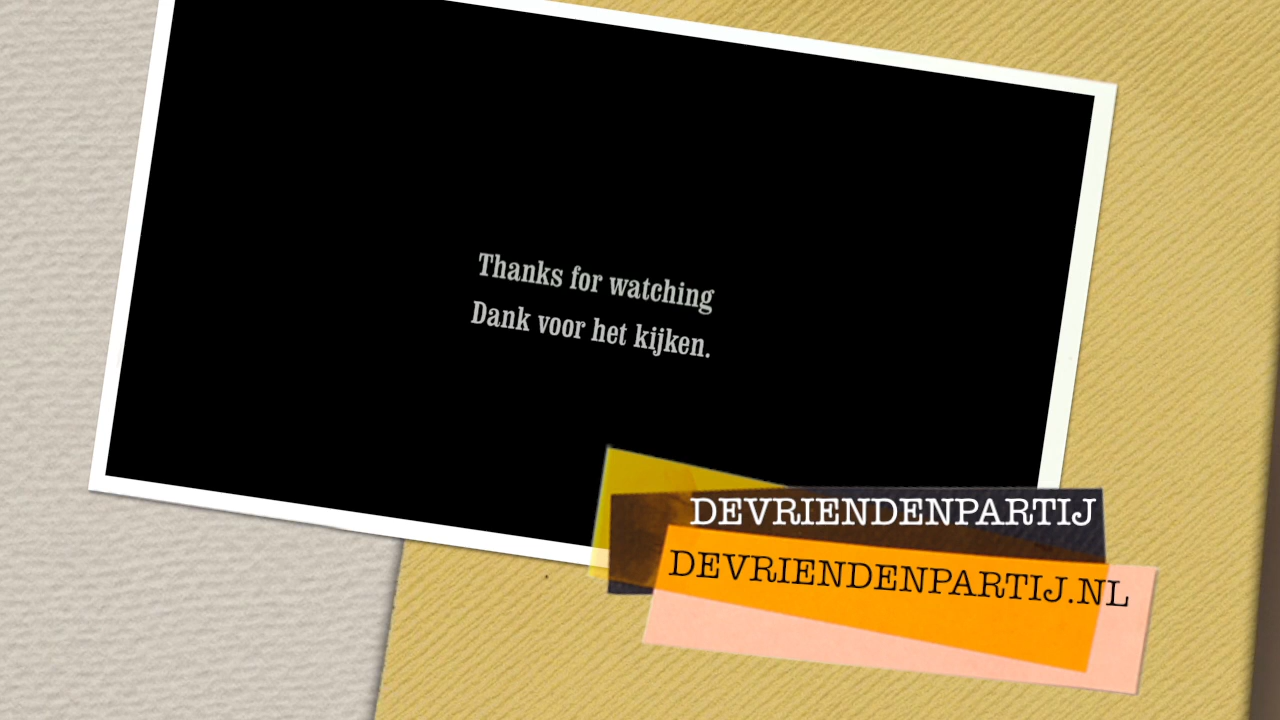 Thanks for watching
Dank voor het kijken.
DEVRIENDENPARTIJ
DEVRIENDENPARTIJ.NL